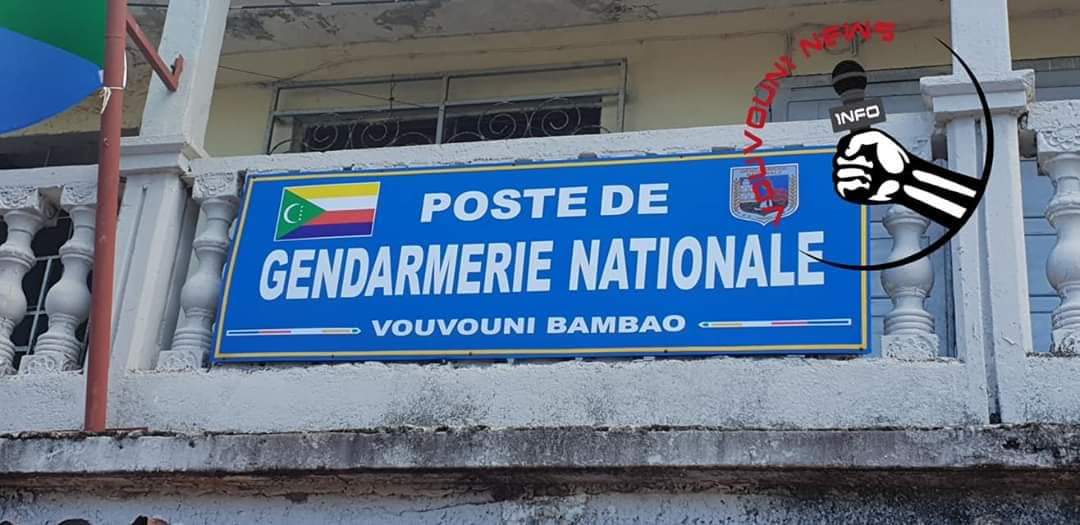 POSTE DE
GENDARMERIE NATIONALE
VOUVOUNI BAMBAO
VOUVOUNI NEWS
INFO